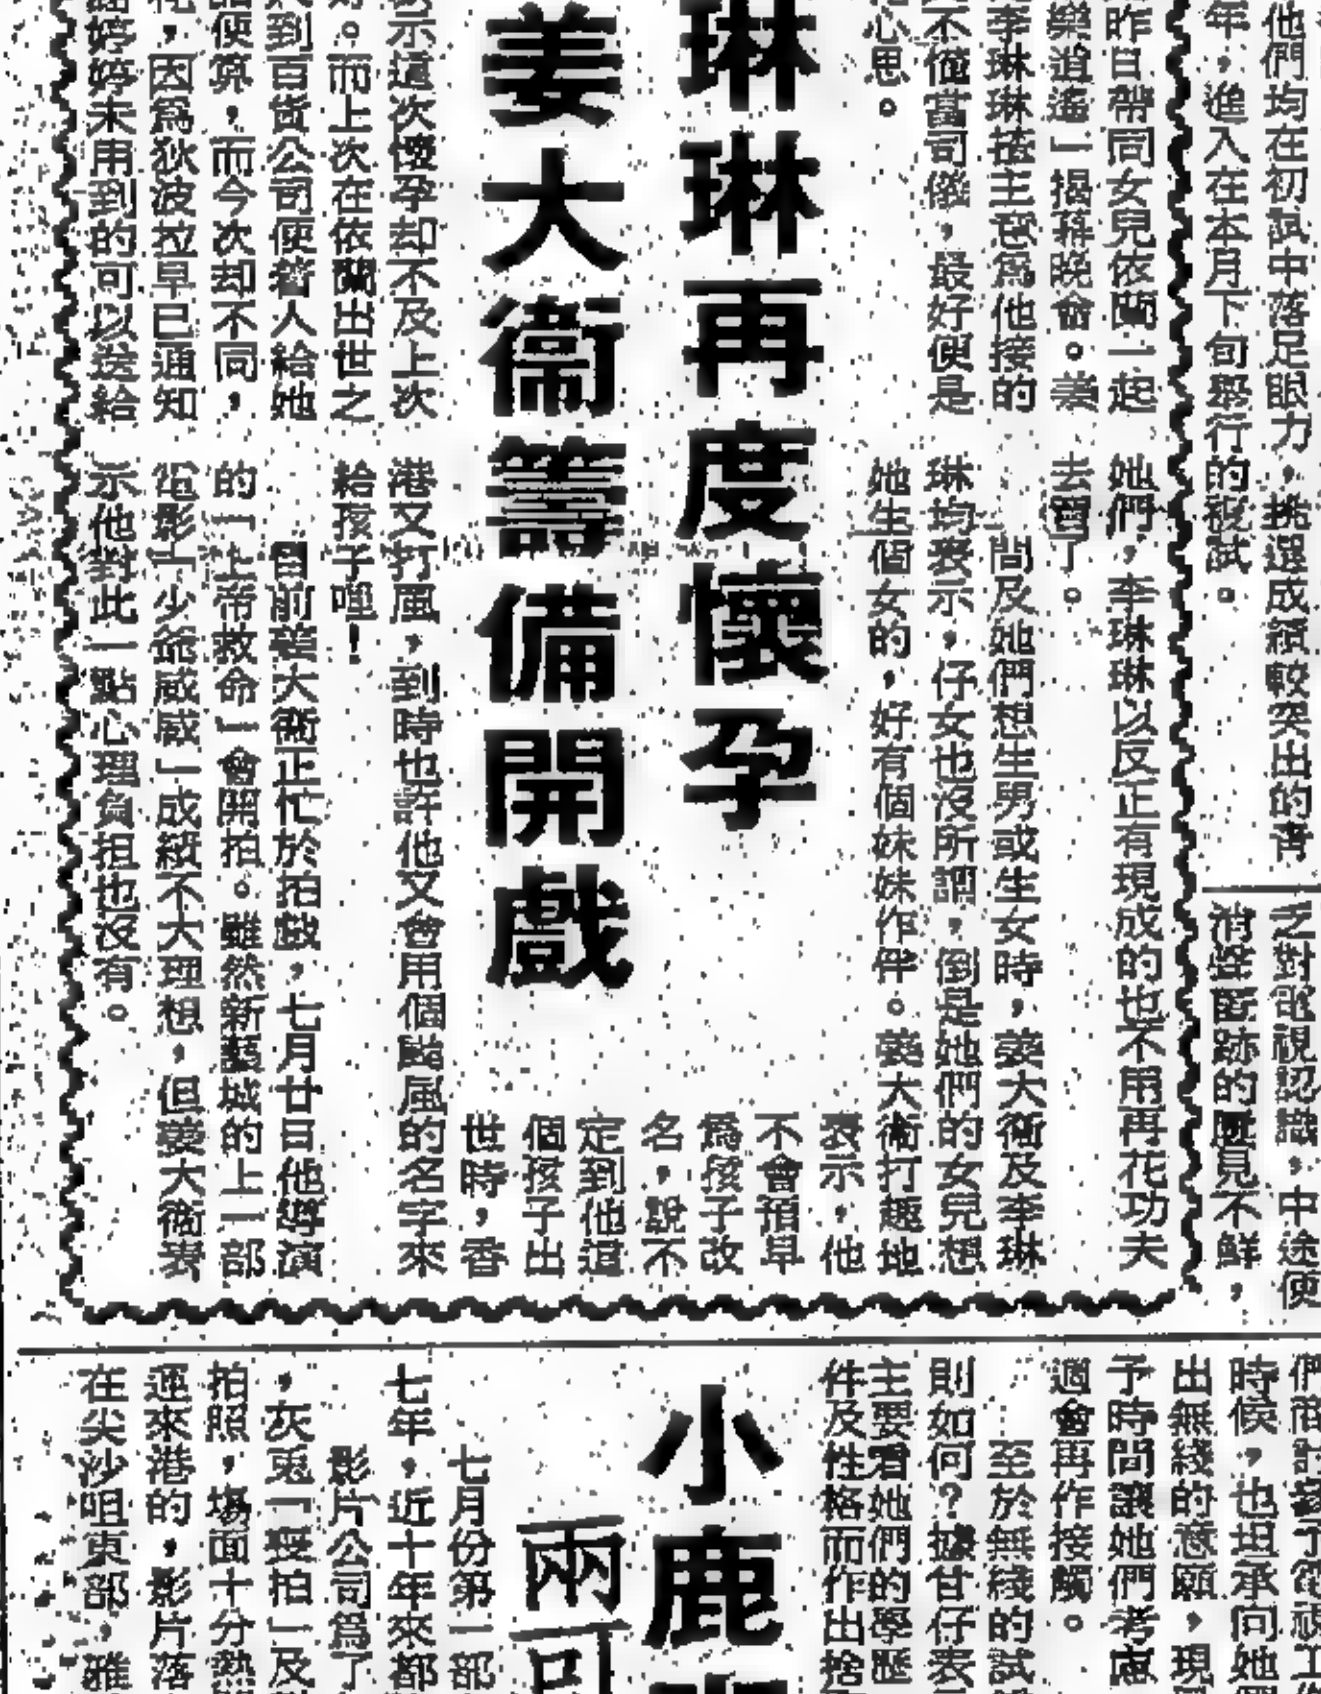 他們均在初試中落足眼力，挑選成績較突出的青
年，進入在本月下旬舉行的複試。
之對電視認識，中途便
消聲匿跡的屢見不鮮，
琳琳再度懷孕
姜大衛籌備開戲
昨日帶同女兒依蘭一起
樂逍遙」揭幕晚會。姜
李琳琳揸主意為他接的
不僅當司儀，最好便是
心思。
她們，李琳琳以反正有現成的也不用再花功夫
去買了。
問及她們想生男或生女時，姜大衛及李琳
琳均表示，仔女也沒所謂，倒是她們的女兒想
她生個女的，好有個妹妹作伴。姜大衛打趣地
表示，他
不會預早
為孩子改
名，說不
定到他這
個孩子出
世時，香
表示這次懷孕却不及上次
。而上次在依蘭出世之
到百貨公司便替人給她
便算，而今次却不同，
，因為狄波拉早已通知
婷婷未用到的可以送給
港又打風，到時也許他又會用個颱風的名字來
給孩子哩！
目前姜大衛正忙於拍戲，七月廿日他導演
的「上帝救命」會開拍。雖然新藝城的上一部
電影「少爺威威」成績不大理想，但姜大衛表
示他對此一點心理負担也沒有。
們商討簽了電視工
時候，也坦承向她們
出無綫的意願，現
予時間讓她們考慮
週會再作接觸。
至於無綫的試
則如何？據甘仔表
主要看她們的學歷
件及性格而作出捨
小鹿
兩可
七月份第一部
七年，近十年來都
影片公司為了
，灰兎「要拍」及
拍照，場面十分熱
運來港的，影片落
在尖沙咀東部，雅